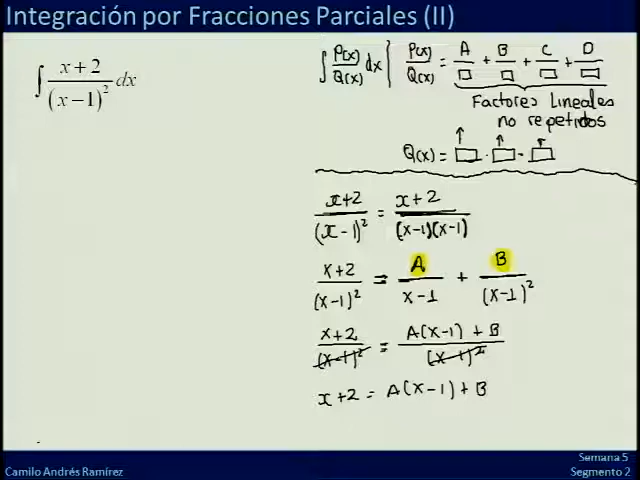 Integración por Fracciones Parciales (II)
∫ x+2 / (x−1)² dx
∫ P(x)/Q(x) dx | P(x)/Q(x) = A/□ + B/□ + C/□ + D/□
Factores Lineales
no repetidos
Q(x) = □ · □ · □
x+2 / (x−1)² = x+2 / (x−1)(x−1)
x+2 / (x−1)² = A / x−1 + B / (x−1)²
x+2 / (x−1)² = A(x−1) + B / (x−1)²
x+2 = A(x−1) + B
Semana 5
Camilo Andrés Ramírez
Segmento 2